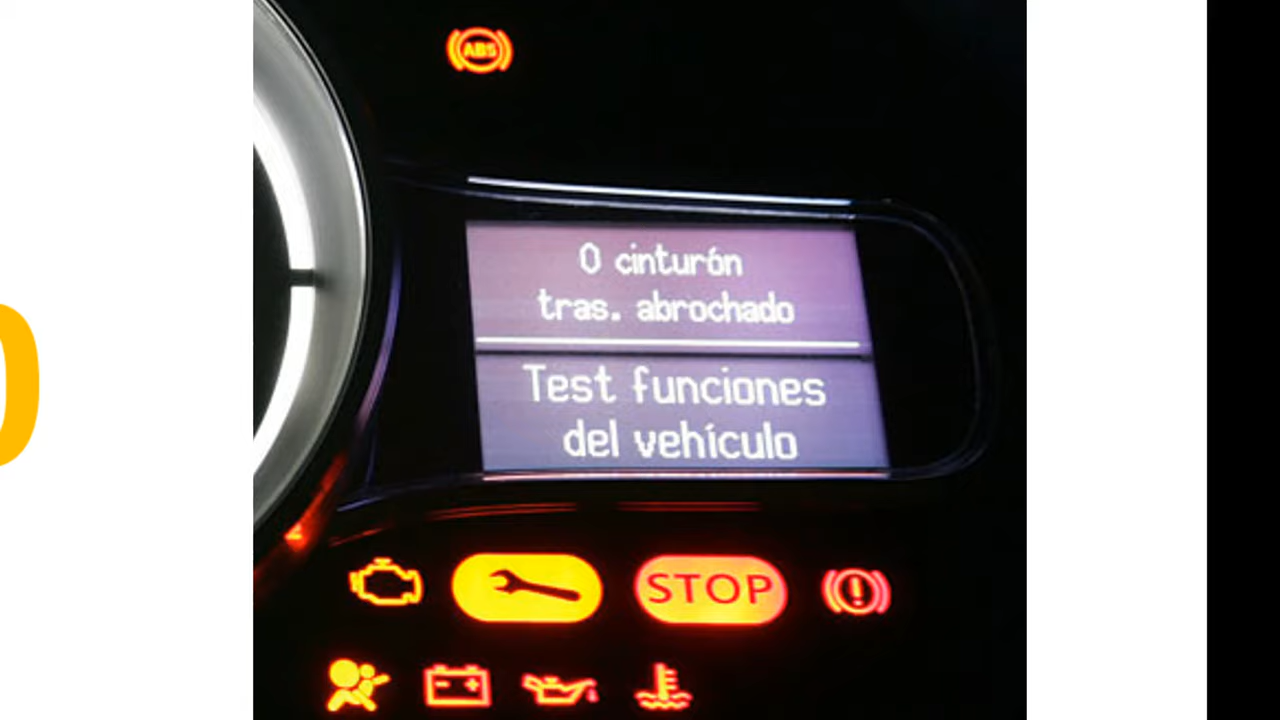 ABS
0 cinturón
tras. abrochado
Test funciones
del vehículo
STOP